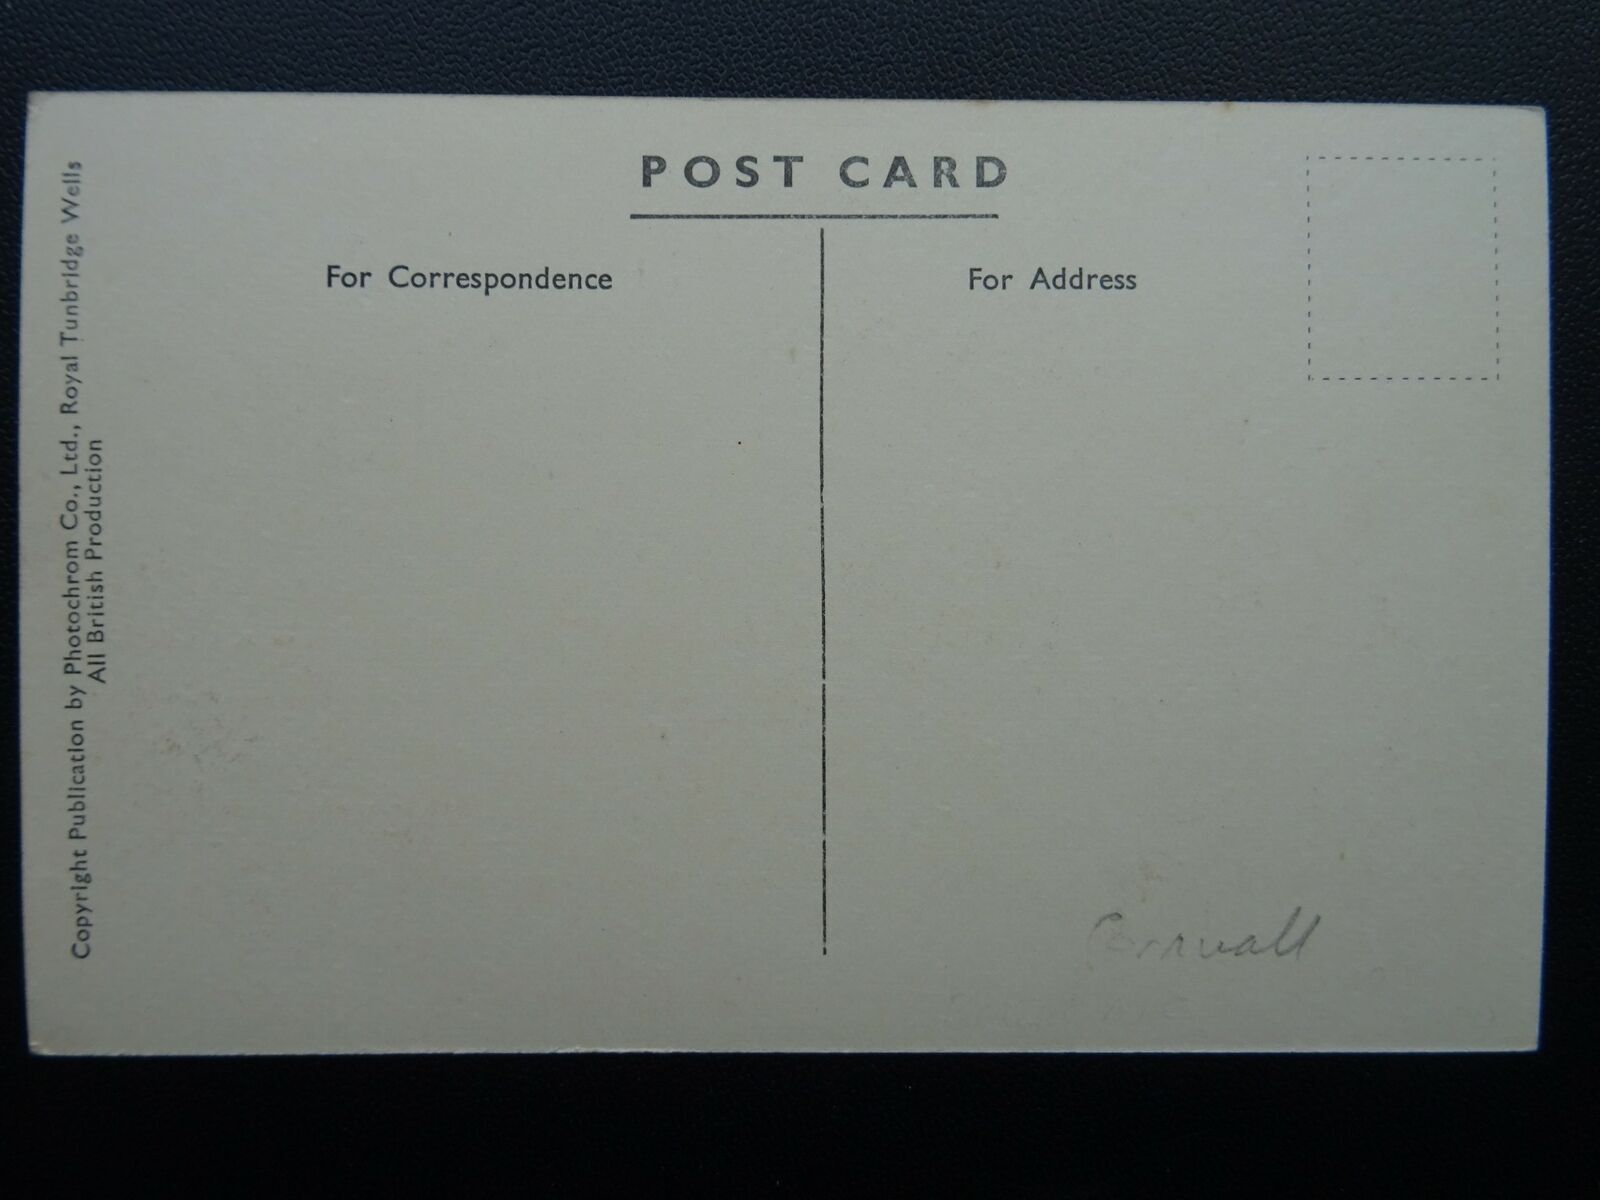 POST CARD
For Correspondence
For Address
Copyright Publication by Photochrom Co., Ltd., Royal Tunbridge Wells
All British Production
Cornwall